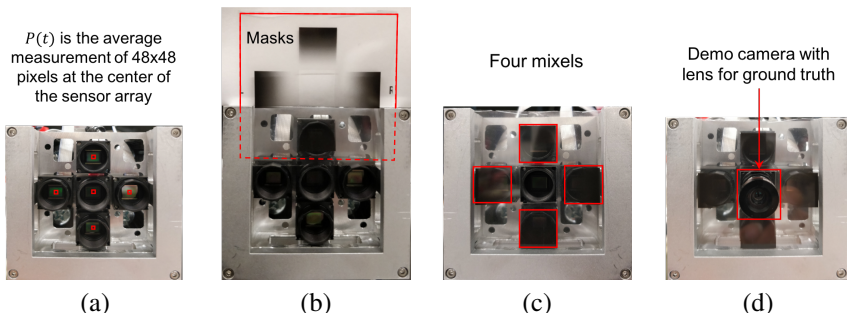 P(t) is the average
measurement of 48x48
pixels at the center of
the sensor array
Masks
Four mixels
Demo camera with
lens for ground truth
(a)
(b)
(c)
(d)